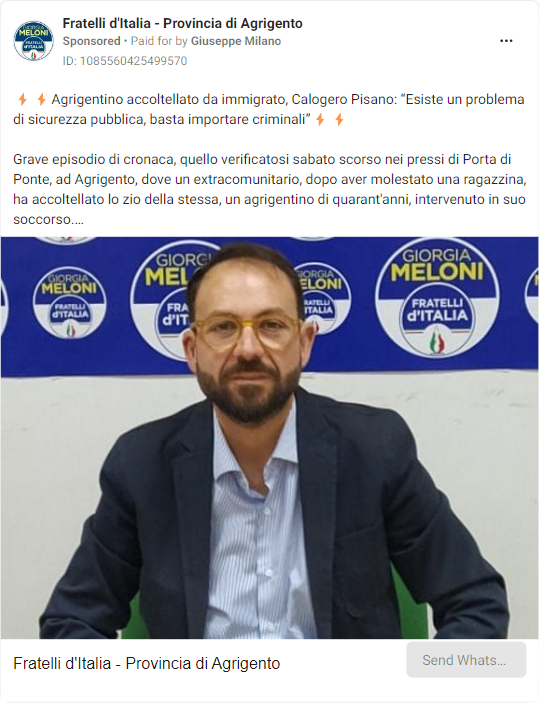 Fratelli d'Italia - Provincia di Agrigento
Sponsored • Paid for by Giuseppe Milano
ID: 1085560425499570
⚡ ⚡ Agrigentino accoltellato da immigrato, Calogero Pisano: “Esiste un problema
di sicurezza pubblica, basta importare criminali” ⚡ ⚡
Grave episodio di cronaca, quello verificatosi sabato scorso nei pressi di Porta di
Ponte, ad Agrigento, dove un extracomunitario, dopo aver molestato una ragazzina,
ha accoltellato lo zio della stessa, un agrigentino di quarant'anni, intervenuto in suo
soccorso....
GIORGIA
MELONI
FRATELLI
d'ITALIA
GIORGIA
MELONI
FRATELLI
d'ITALIA
GIORGIA
MELONI
FRATELLI
d'ITALIA
Fratelli d'Italia - Provincia di Agrigento
Send Whats...